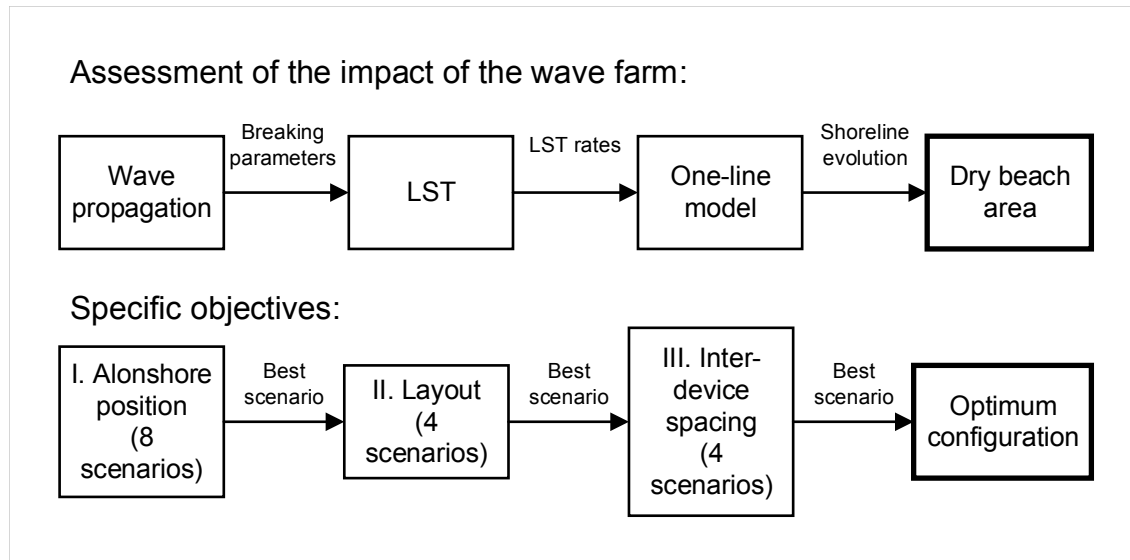 Assessment of the impact of the wave farm:
Wave
propagation
Breaking
parameters
LST
LST rates
One-line
model
Shoreline
evolution
Dry beach
area
Specific objectives:
I. Alonshore
position
(8
scenarios)
Best
scenario
II. Layout
(4
scenarios)
Best
scenario
III. Inter-
device
spacing
(4
scenarios)
Best
scenario
Optimum
configuration